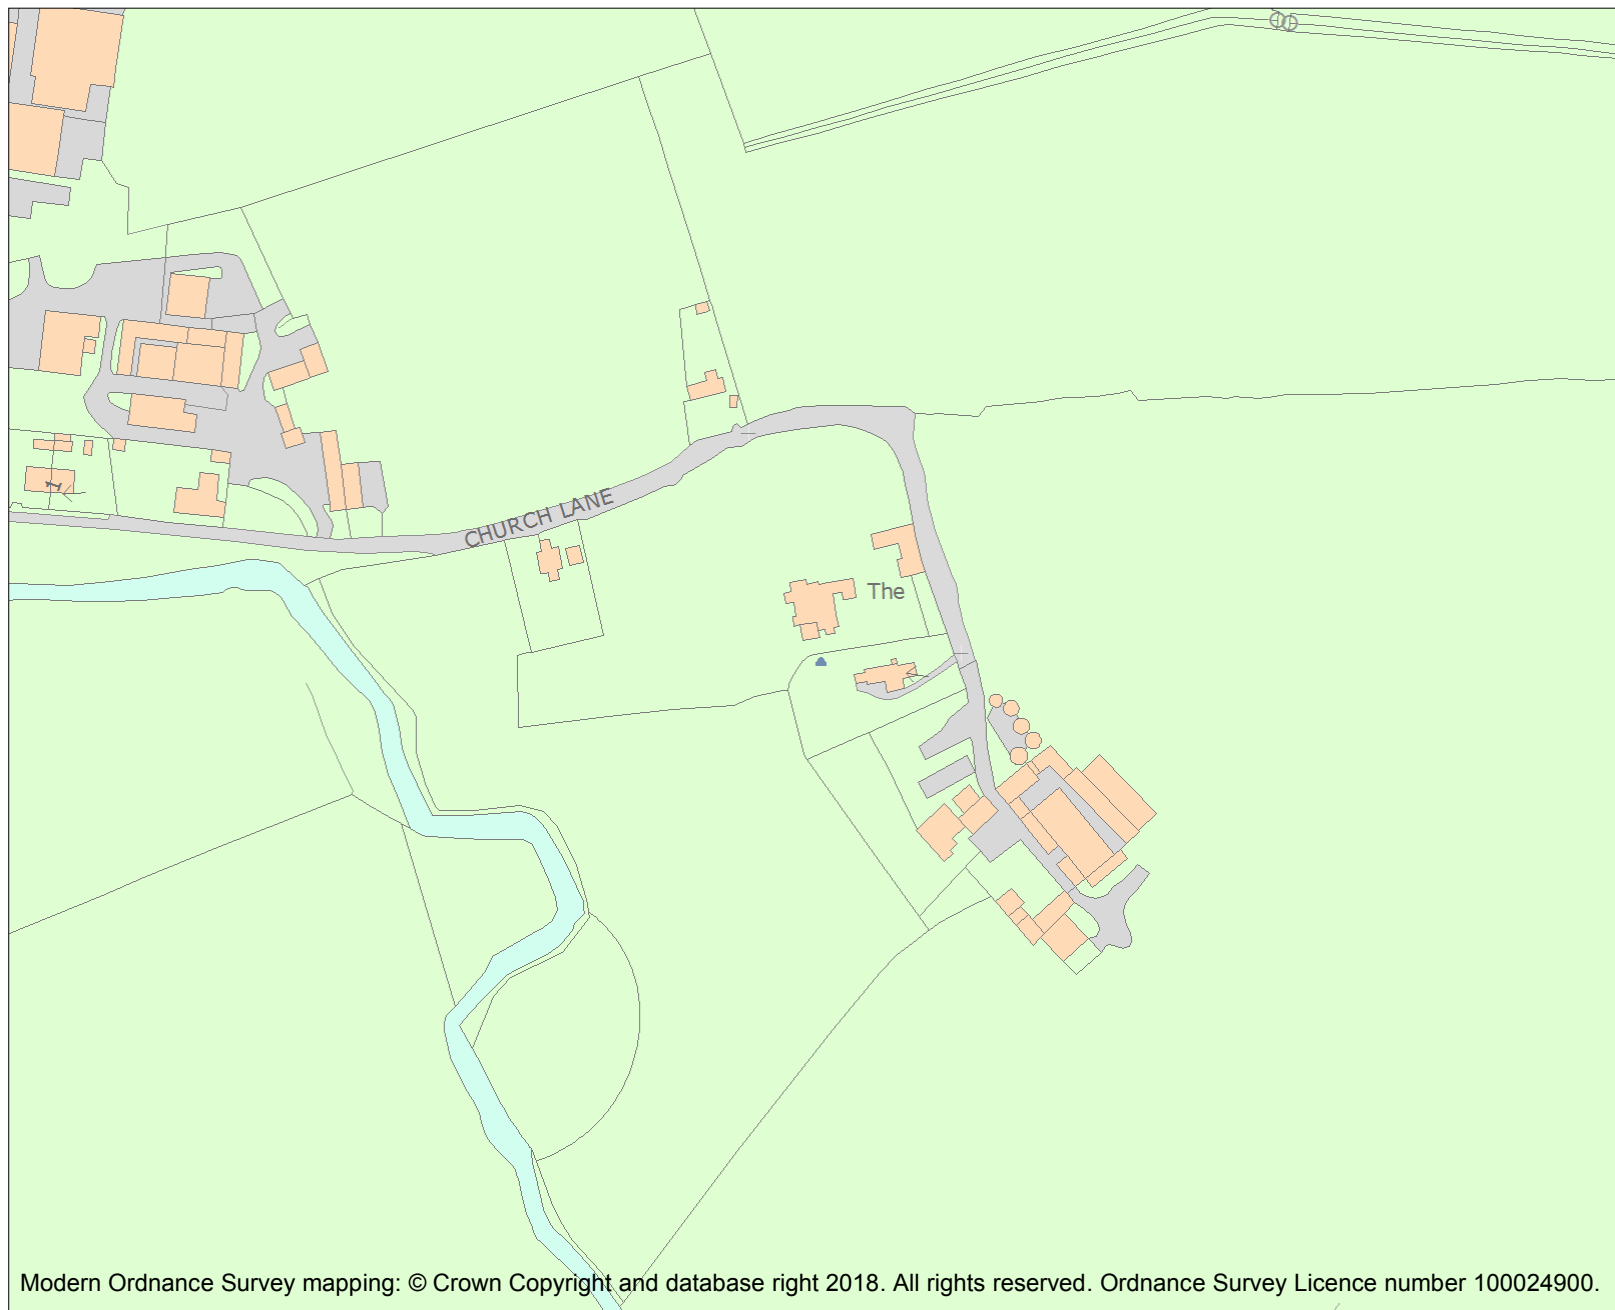 1
CHURCH LANE
The
Modern Ordnance Survey mapping: © Crown Copyright and database right 2018. All rights reserved. Ordnance Survey Licence number 100024900.